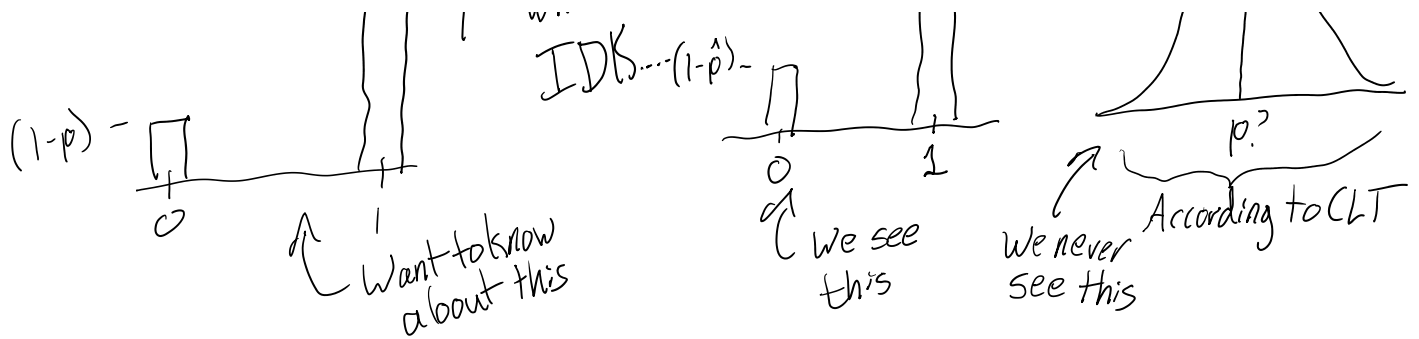 IDK....(1-p̂)-
(1-p) -
0
1
Want to know
about this
0
1
We see
this
p?
According to CLT
We never
see this